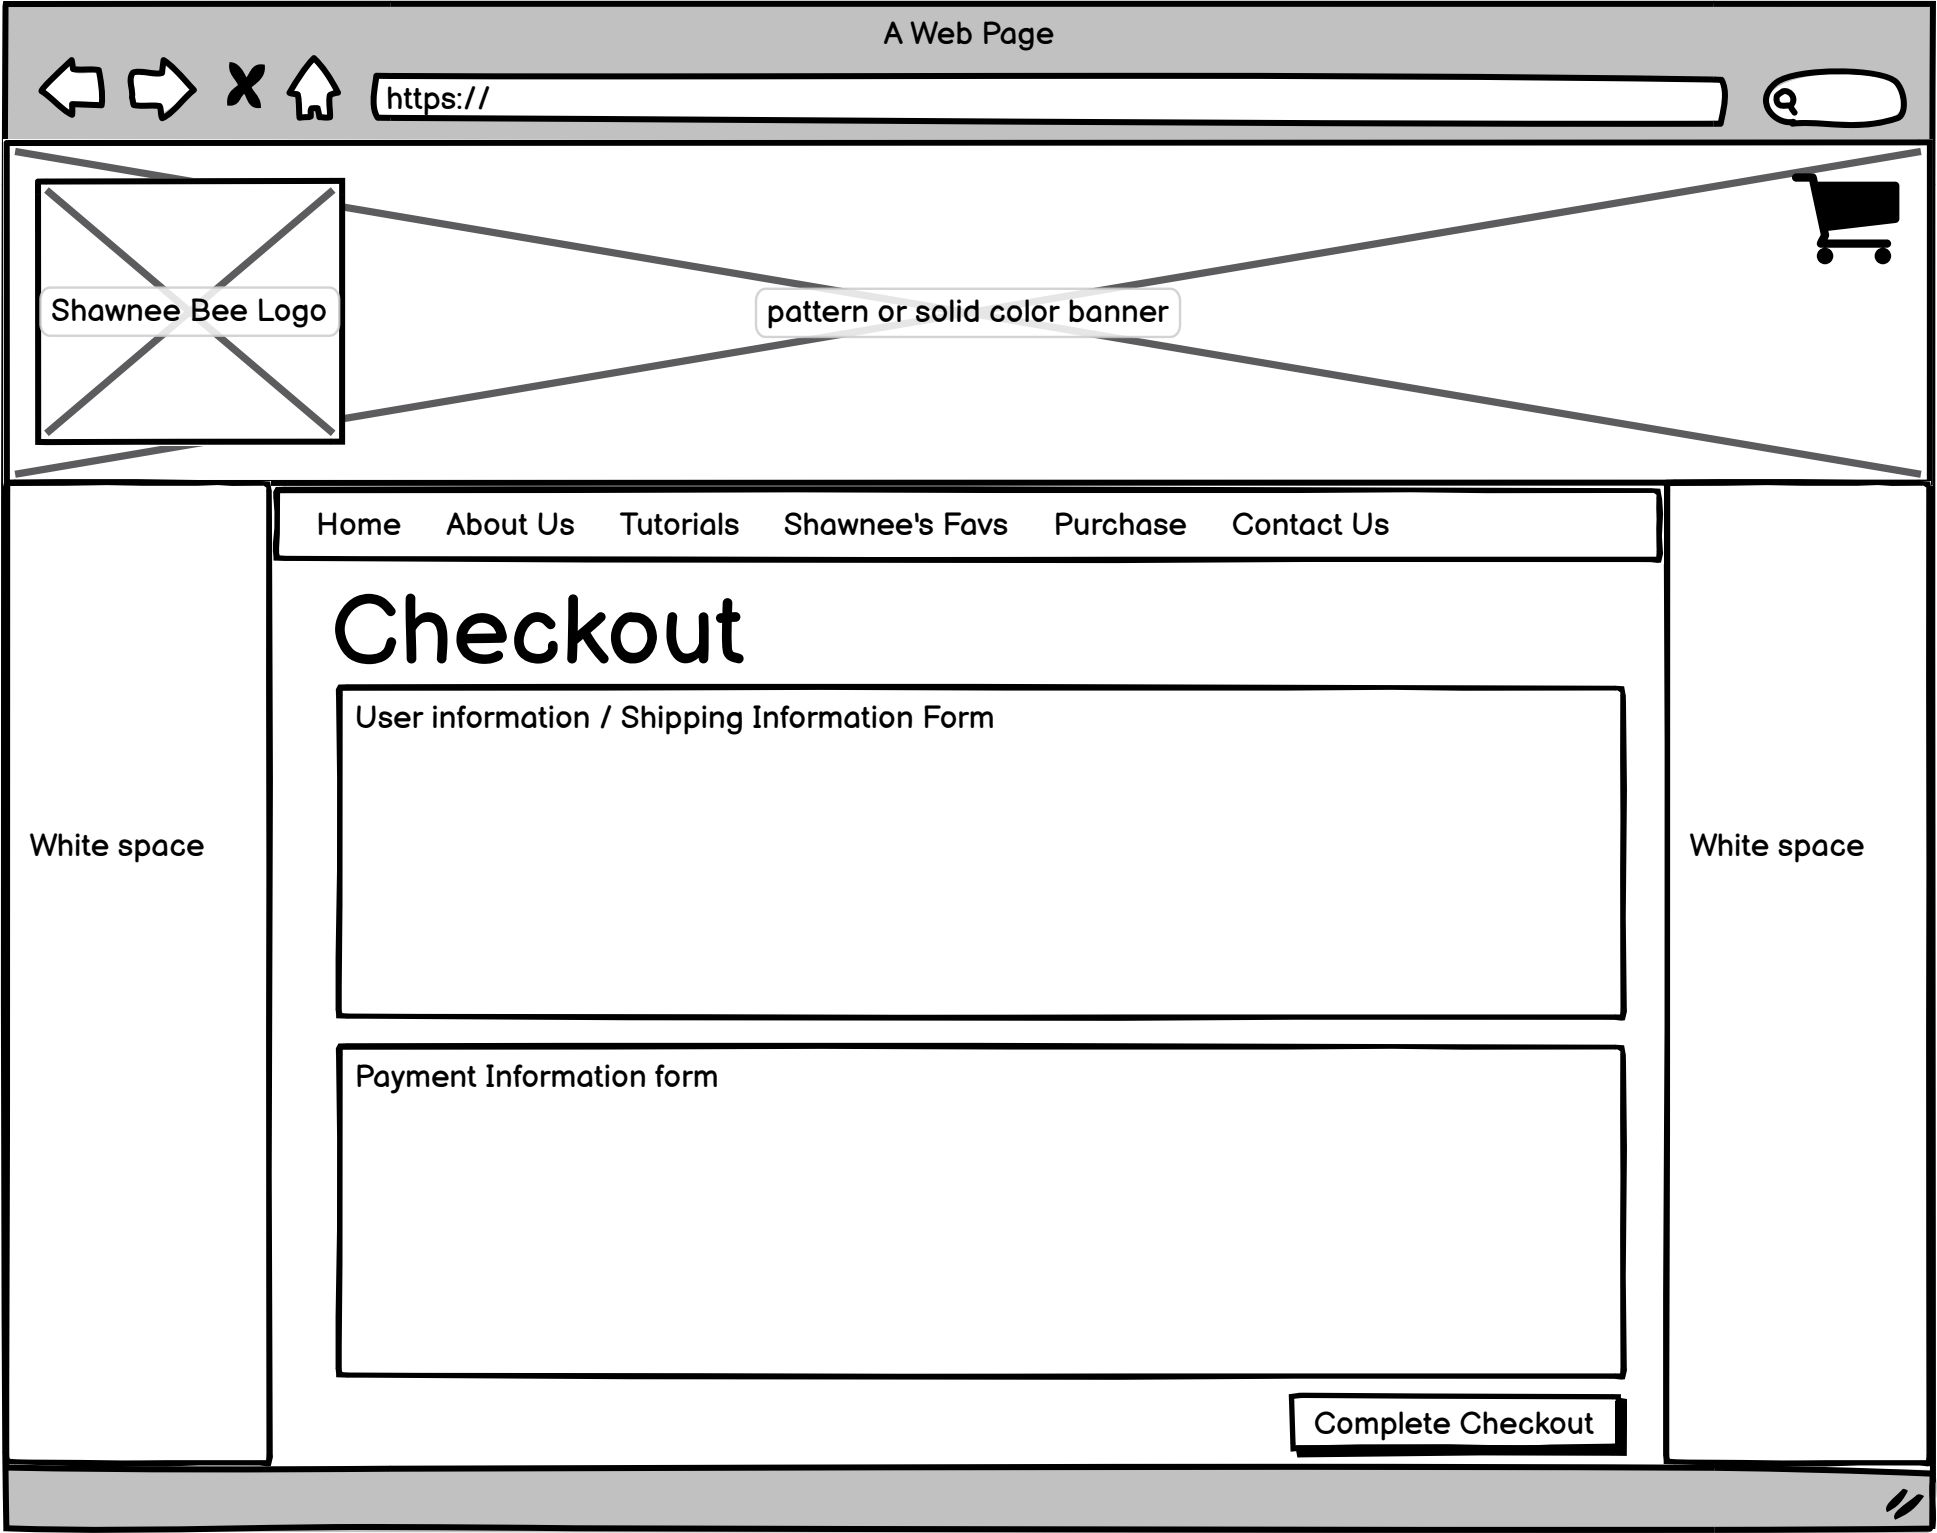 A Web Page
https://
Shawnee Bee Logo
pattern or solid color banner
Home About Us Tutorials Shawnee's Favs Purchase Contact Us
Checkout
User information / Shipping Information Form
White space
White space
Payment Information form
Complete Checkout